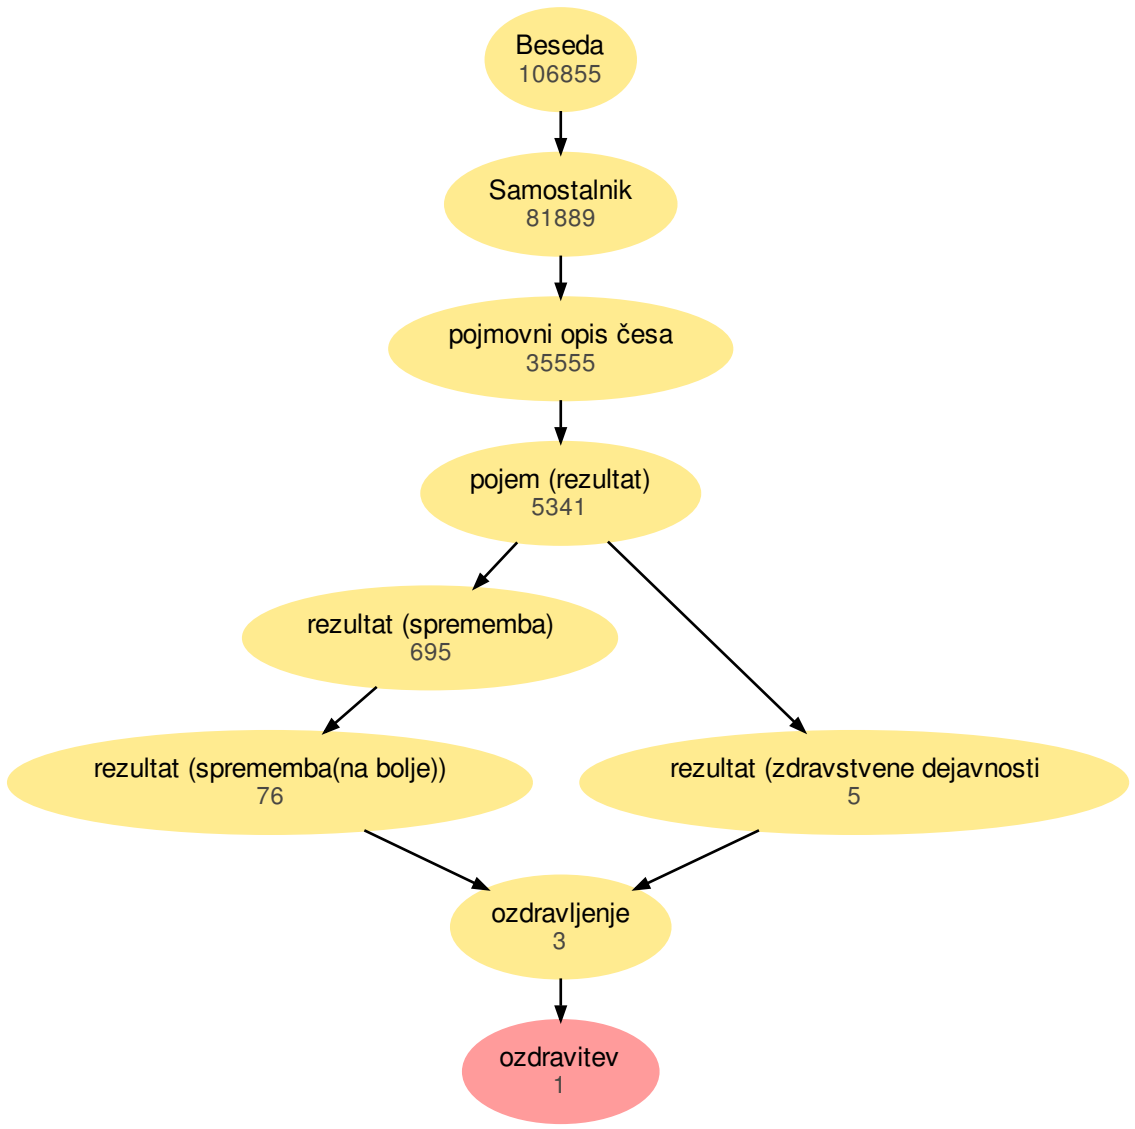 Beseda
106855
Samostalnik
81889
pojmovni opis česa
35555
pojem (rezultat)
5341
rezultat (sprememba)
695
rezultat (sprememba(na bolje))
76
rezultat (zdravstvene dejavnosti
5
ozdravljenje
3
ozdravitev
1